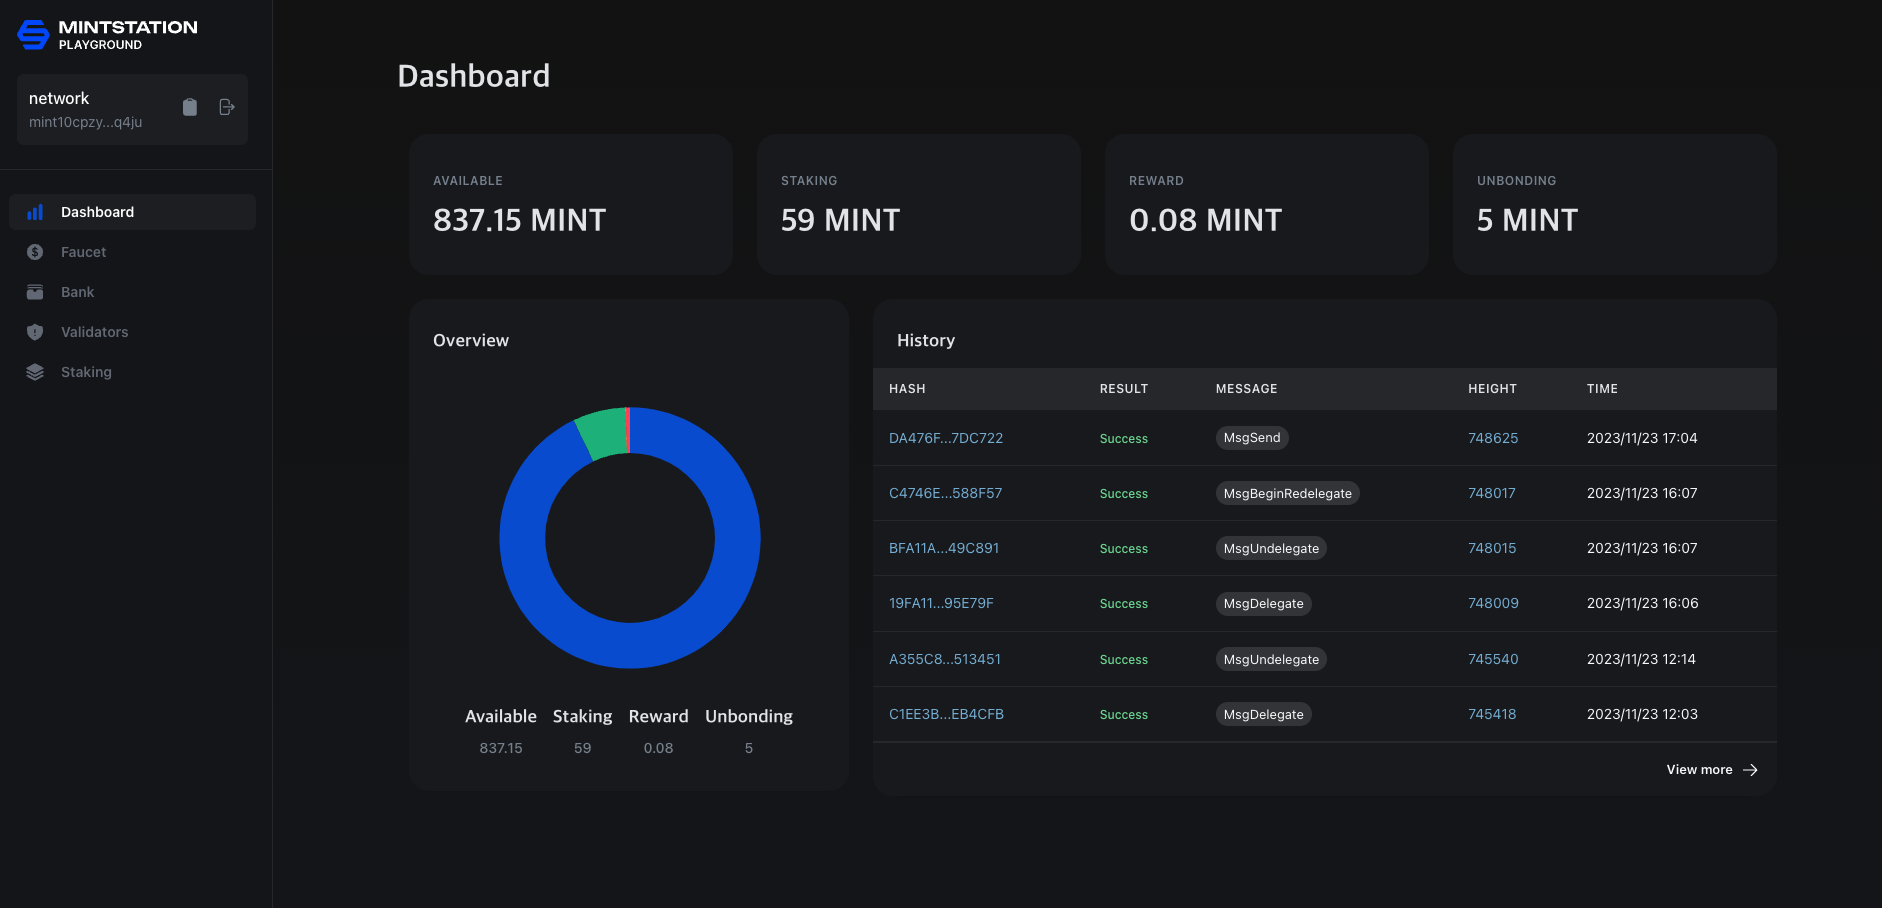 MINTSTATION
PLAYGROUND
network
mint10cpzy...q4ju
Dashboard
Faucet
Bank
Validators
Staking
Dashboard
AVAILABLE
837.15 MINT
STAKING
59 MINT
REWARD
0.08 MINT
UNBONDING
5 MINT
Overview
Available Staking Reward Unbonding
837.15 59 0.08 5
History
HASH RESULT MESSAGE HEIGHT TIME
DA476F...7DC722 Success MsgSend 748625 2023/11/23 17:04
C4746E...588F57 Success MsgBeginRedelegate 748017 2023/11/23 16:07
BFA11A...49C891 Success MsgUndelegate 748015 2023/11/23 16:07
19FA11...95E79F Success MsgDelegate 748009 2023/11/23 16:06
A355C8...513451 Success MsgUndelegate 745540 2023/11/23 12:14
C1EE3B...EB4CFB Success MsgDelegate 745418 2023/11/23 12:03
View more